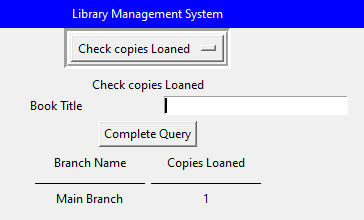 Library Management System
Check copies Loaned
Check copies Loaned
Book Title
Complete Query
Branch Name Copies Loaned
Main Branch 1